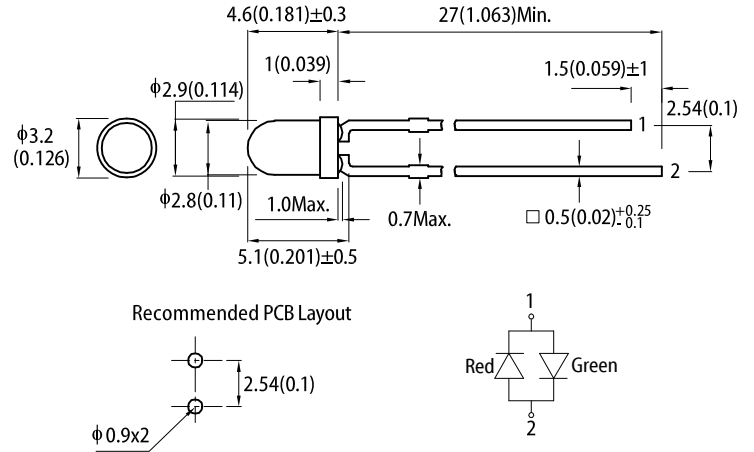 4.6(0.181)±0.3
27(1.063)Min.
1(0.039)
1.5(0.059)±1
ϕ2.9(0.114)
2.54(0.1)
ϕ3.2
(0.126)
1
2
ϕ2.8(0.11)
1.0Max.
0.7Max.
□ 0.5(0.02)+0.25
- 0.1
5.1(0.201)±0.5
Recommended PCB Layout
2.54(0.1)
ϕ0.9x2
1
Red
Green
2